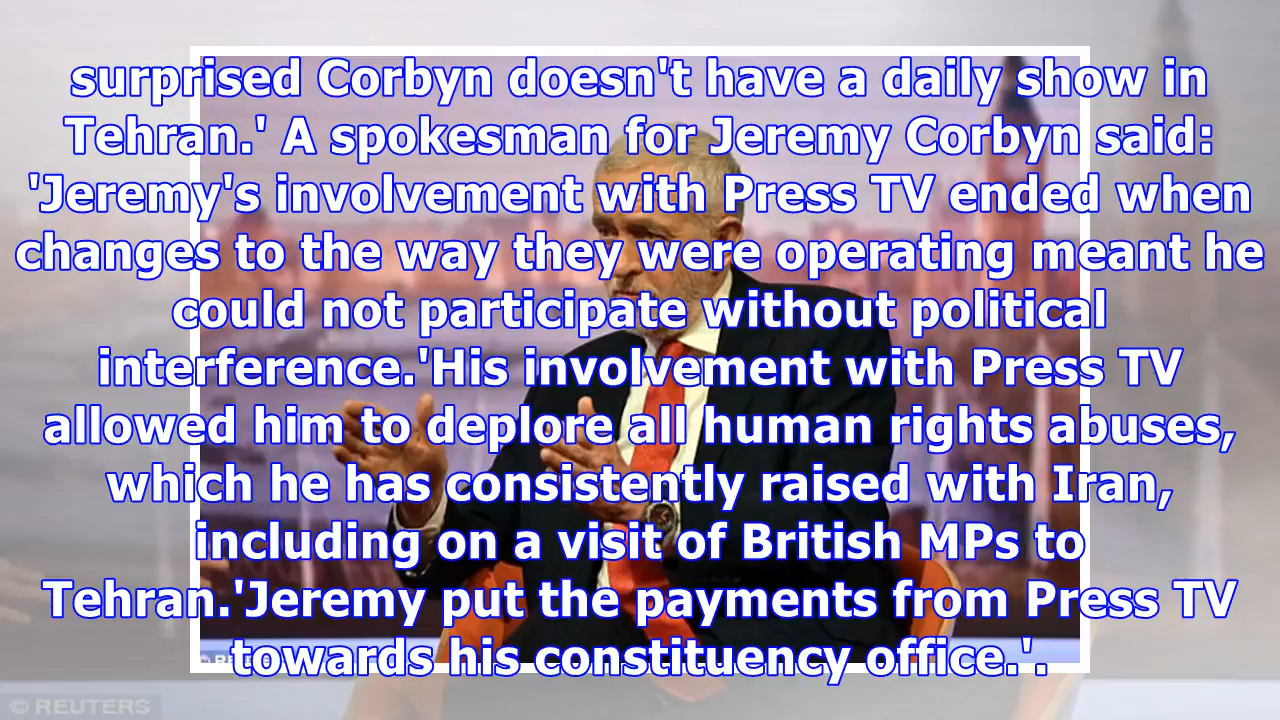 surprised Corbyn doesn't have a daily show in
Tehran.' A spokesman for Jeremy Corbyn said:
'Jeremy's involvement with Press TV ended when
changes to the way they were operating meant he
could not participate without political
interference.'His involvement with Press TV
allowed him to deplore all human rights abuses,
which he has consistently raised with Iran,
including on a visit of British MPs to
Tehran.'Jeremy put the payments from Press TV
towards his constituency office.'.
© REUTERS